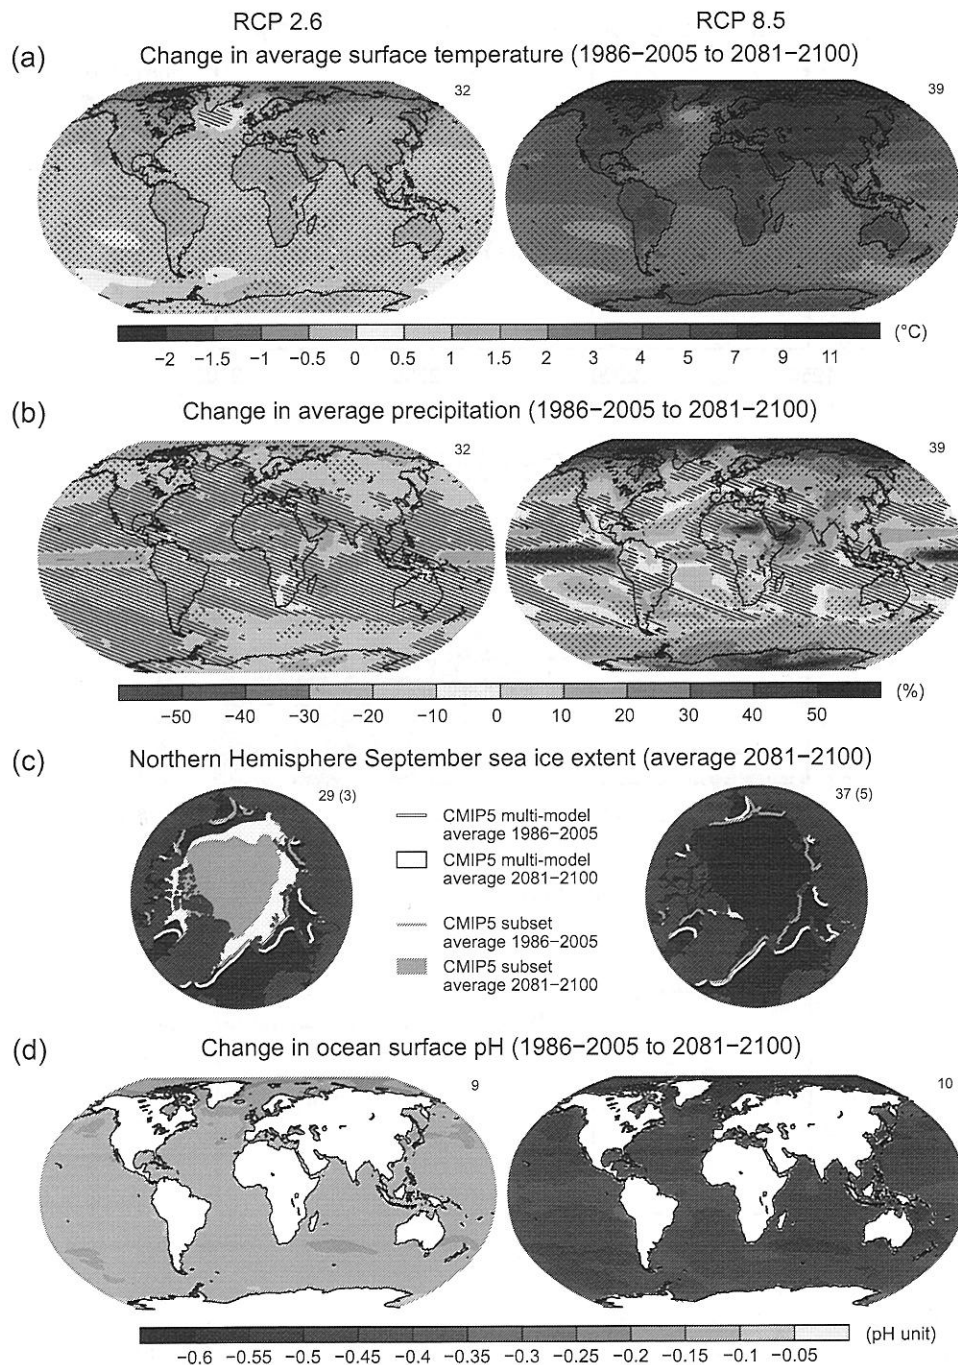 RCP 2.6 RCP 8.5
(a) Change in average surface temperature (1986−2005 to 2081−2100)
32 39
−2 −1.5 −1 −0.5 0 0.5 1 1.5 2 3 4 5 7 9 11 (°C)
(b) Change in average precipitation (1986−2005 to 2081−2100)
32 39
−50 −40 −30 −20 −10 0 10 20 30 40 50 (%)
(c) Northern Hemisphere September sea ice extent (average 2081−2100)
29 (3) 37 (5)
CMIP5 multi-model
average 1986−2005
CMIP5 multi-model
average 2081−2100
CMIP5 subset
average 1986−2005
CMIP5 subset
average 2081−2100
(d) Change in ocean surface pH (1986−2005 to 2081−2100)
9 10
−0.6 −0.55 −0.5 −0.45 −0.4 −0.35 −0.3 −0.25 −0.2 −0.15 −0.1 −0.05 (pH unit)